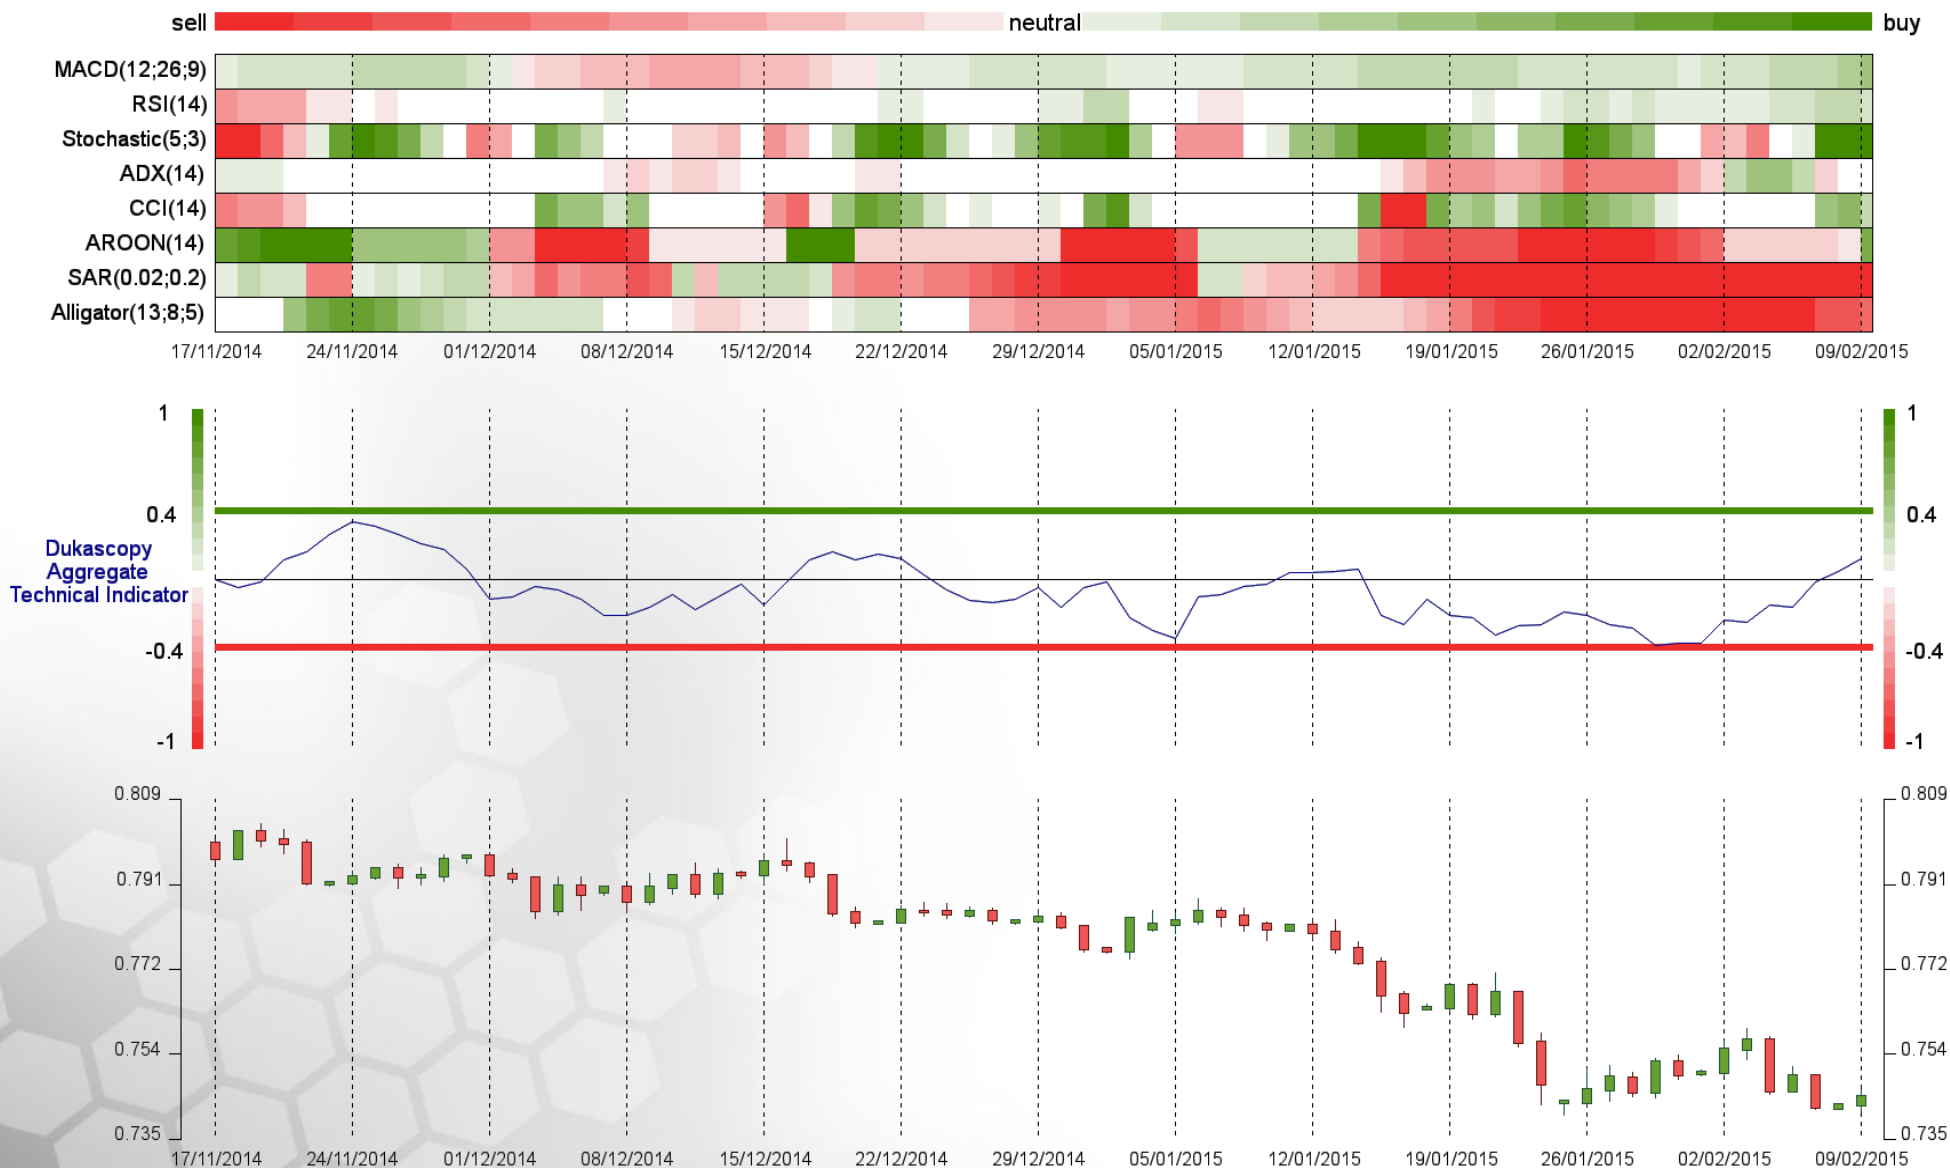 sell neutral buy
MACD(12;26;9)
RSI(14)
Stochastic(5;3)
ADX(14)
CCI(14)
AROON(14)
SAR(0.02;0.2)
Alligator(13;8;5)
17/11/2014 24/11/2014 01/12/2014 08/12/2014 15/12/2014 22/12/2014 29/12/2014 05/01/2015 12/01/2015 19/01/2015 26/01/2015 02/02/2015 09/02/2015
1 1
0.4 0.4
Dukascopy
Aggregate
Technical Indicator
-0.4 -0.4
-1 -1
0.809 0.809
0.791 0.791
0.772 0.772
0.754 0.754
0.735 0.735
17/11/2014 24/11/2014 01/12/2014 08/12/2014 15/12/2014 22/12/2014 29/12/2014 05/01/2015 12/01/2015 19/01/2015 26/01/2015 02/02/2015 09/02/2015